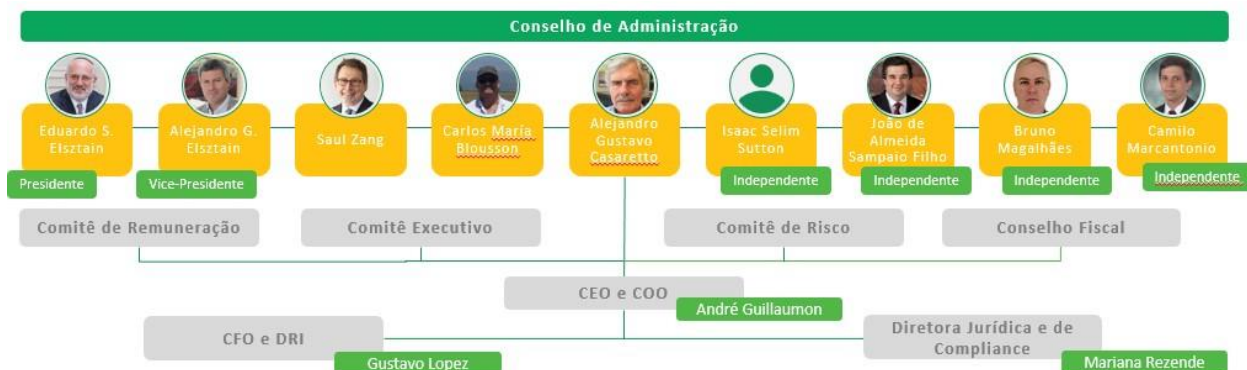 Conselho de Administração
Eduardo S.
Elsztain
Alejandro G.
Elsztain
Saul Zang
Carlos María
Blousson
Alejandro
Gustavo
Casaretto
Isaac Selim
Sutton
João de
Almeida
Sampaio Filho
Bruno
Magalhães
Camilo
Marcantonio
Presidente
Vice-Presidente
Independente
Independente
Independente
Independente
Comitê de Remuneração
Comitê Executivo
Comitê de Risco
Conselho Fiscal
CEO e COO
André Guillaumon
CFO e DRI
Gustavo Lopez
Diretora Jurídica e de
Compliance
Mariana Rezende